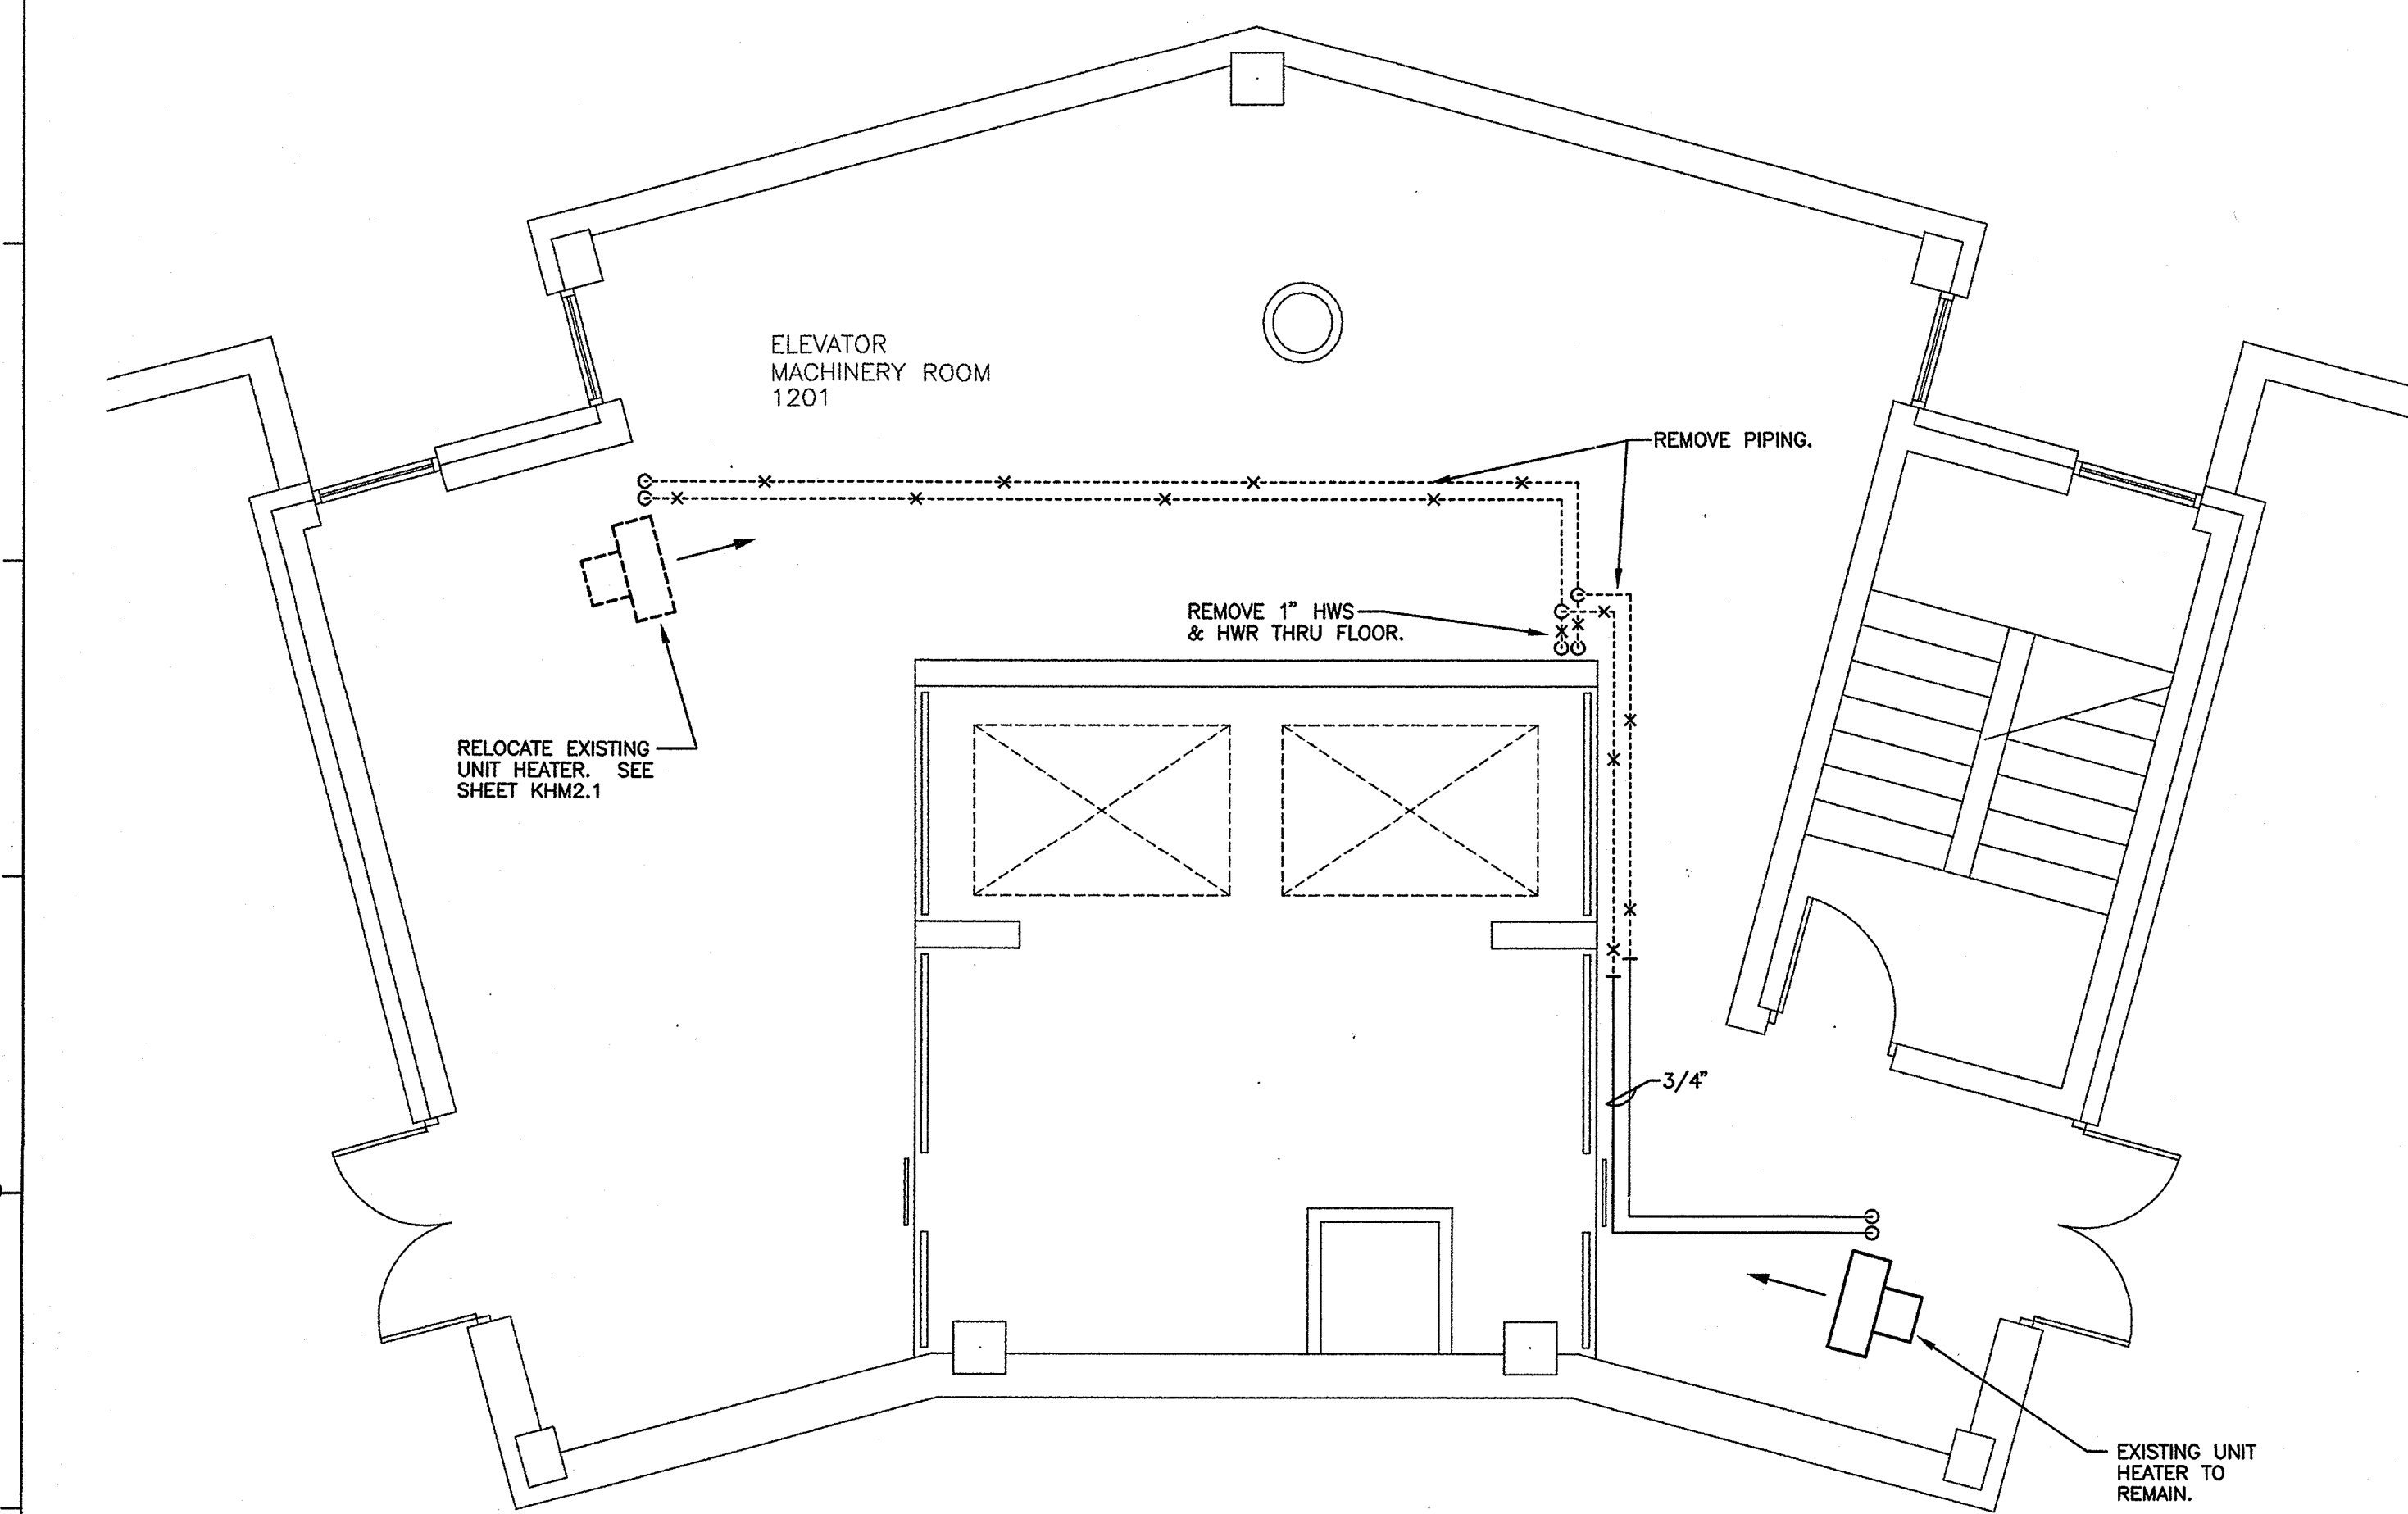 ELEVATOR
MACHINERY ROOM
1201
REMOVE PIPING.
REMOVE 1" HWS
& HWR THRU FLOOR.
RELOCATE EXISTING
UNIT HEATER. SEE
SHEET KHM2.1
3/4"
EXISTING UNIT
HEATER TO
REMAIN.